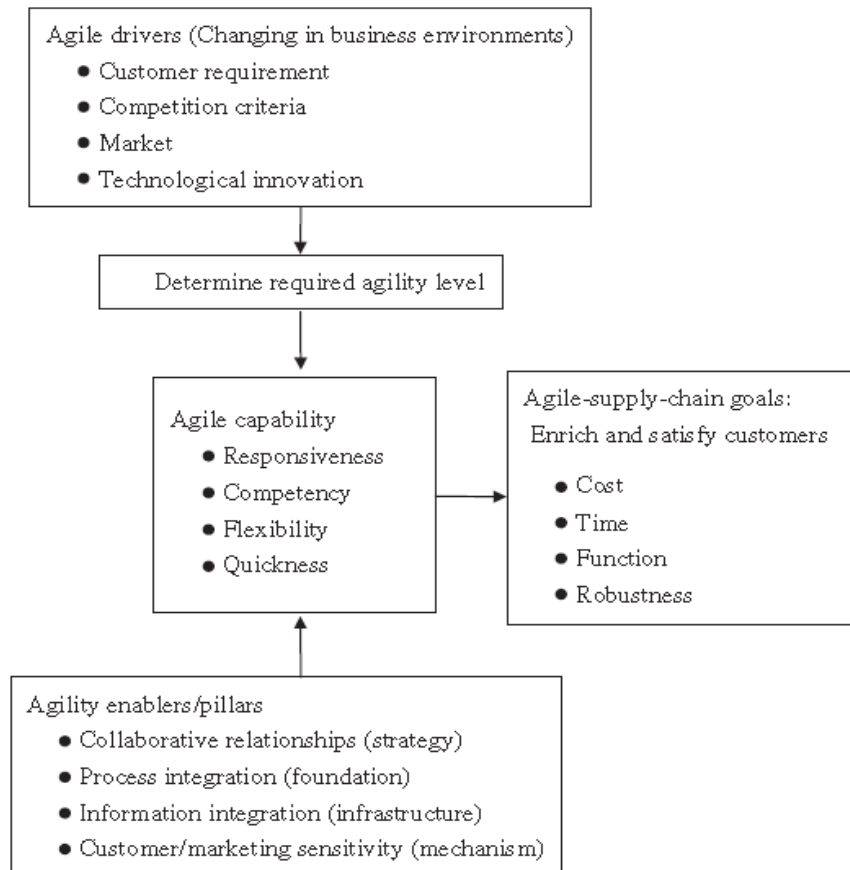 Agile drivers (Changing in business environments)
● Customer requirement
● Competition criteria
● Market
● Technological innovation
Determine required agility level
Agile capability
● Responsiveness
● Competency
● Flexibility
● Quickness
Agile-supply-chain goals:
Enrich and satisfy customers
● Cost
● Time
● Function
● Robustness
Agility enablers/pillars
● Collaborative relationships (strategy)
● Process integration (foundation)
● Information integration (infrastructure)
● Customer/marketing sensitivity (mechanism)